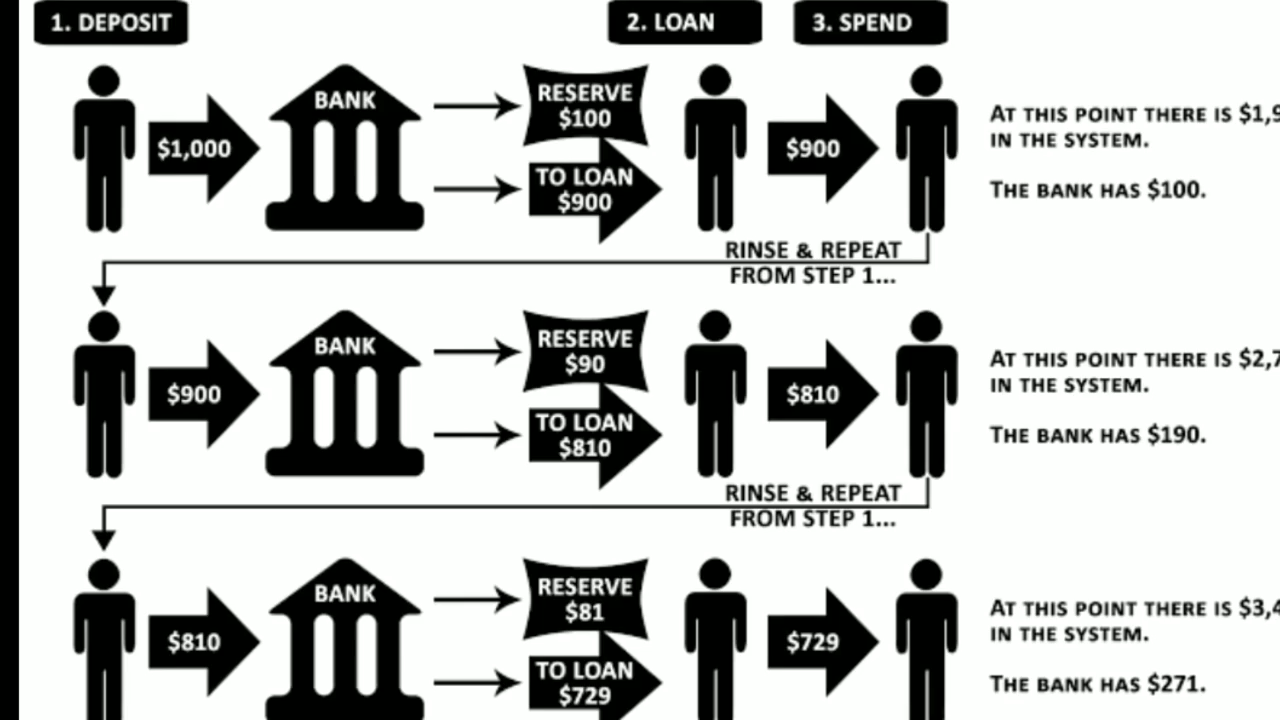 1. DEPOSIT
2. LOAN
3. SPEND
BANK
$1,000
RESERVE
$100
TO LOAN
$900
$900
AT THIS POINT THERE IS
IN THE SYSTEM.
THE BANK HAS $100.
RINSE & REPEAT
FROM STEP 1...
BANK
$900
RESERVE
$90
TO LOAN
$810
$810
AT THIS POINT THERE IS
IN THE SYSTEM.
THE BANK HAS $190.
RINSE & REPEAT
FROM STEP 1...
BANK
$810
RESERVE
$81
TO LOAN
$729
$729
AT THIS POINT THERE IS
IN THE SYSTEM.
THE BANK HAS $271.